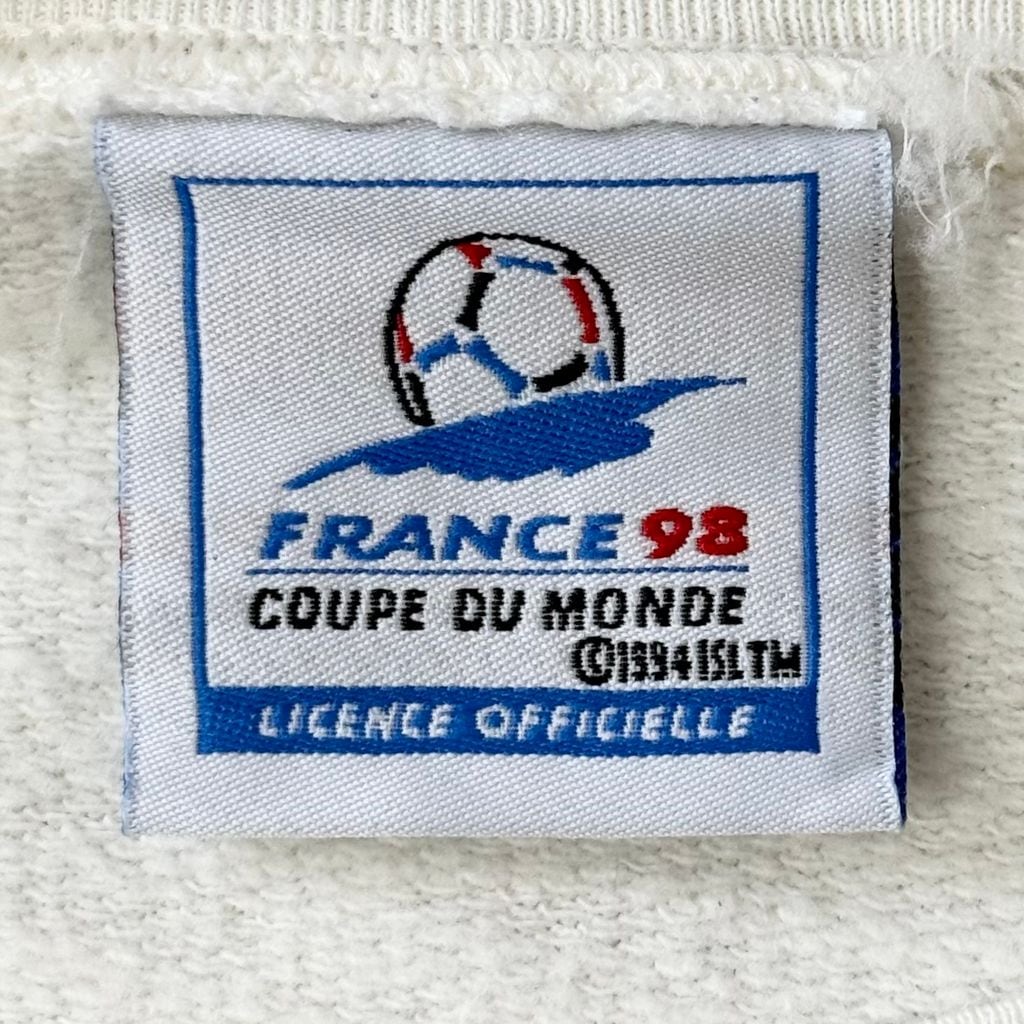 FRANCE 98
COUPE DU MONDE
©1994 ISL TM
LICENCE OFFICIELLE